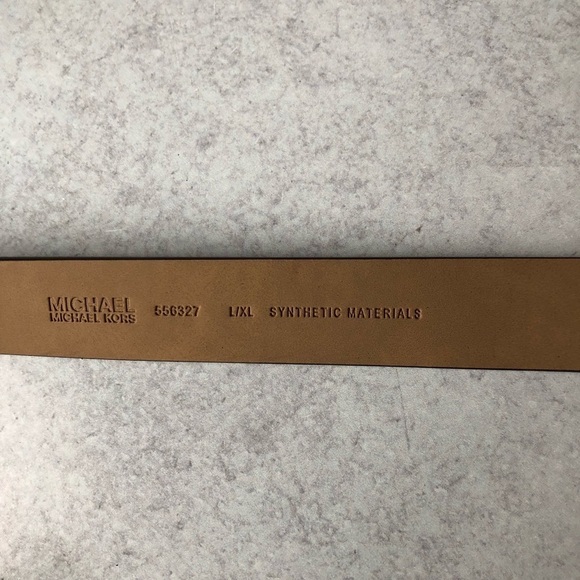 MICHAEL
MICHAEL KORS
556327 L/XL SYNTHETIC MATERIALS